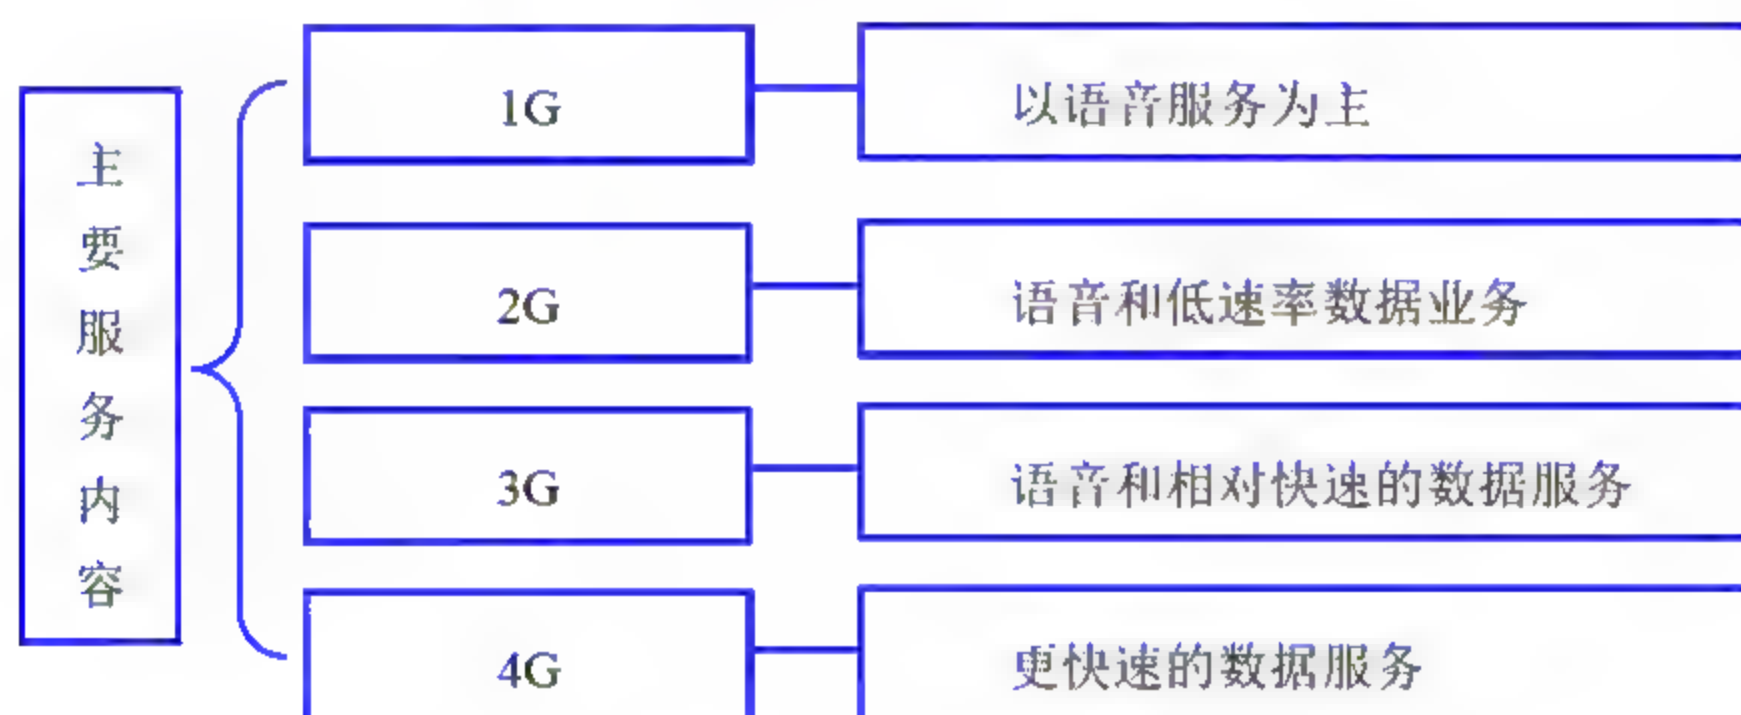 主要服务内容
1G
以语音服务为主
2G
语音和低速率数据业务
3G
语音和相对快速的数据服务
4G
更快速的数据服务